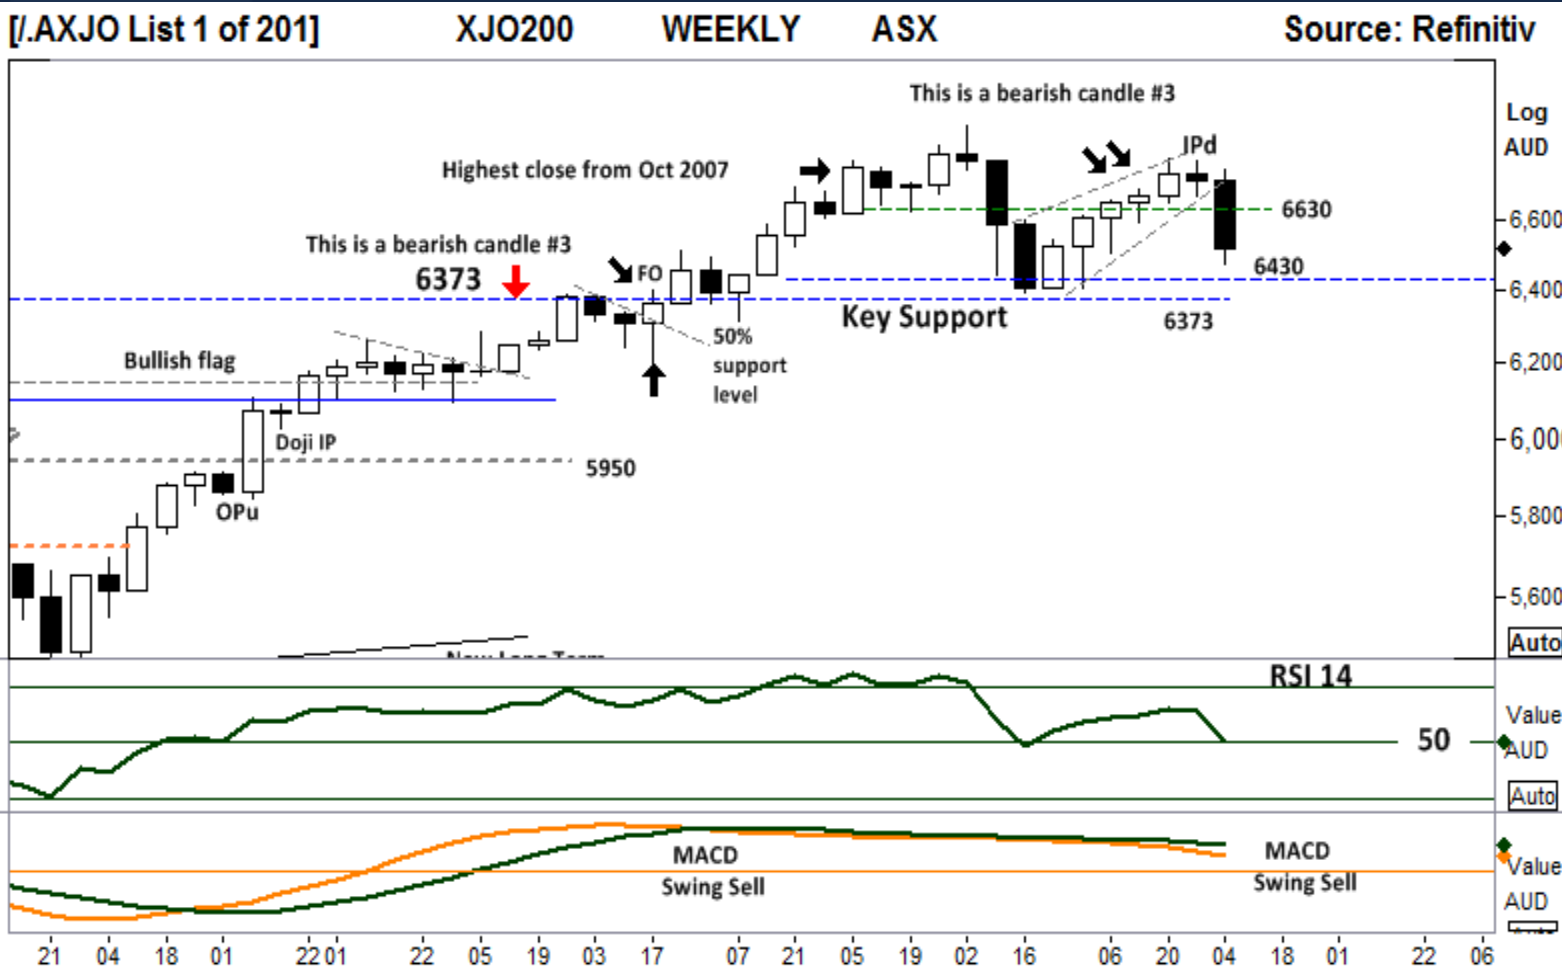 [/.AXJO List 1 of 201] XJO200 WEEKLY ASX Source: Refinitiv
This is a bearish candle #3
Log
AUD
IPd
Highest close from Oct 2007
6630
6,600
This is a bearish candle #3
6373
FO
6430
6,400
Key Support
6373
50%
support
level
Bullish flag
6,200
Doji IP
6,000
5950
OPu
5,800
5,600
Auto
RSI 14
Value
50
AUD
Auto
MACD
Swing Sell
MACD
Swing Sell
Value
AUD
21 04 18 01 22 01 22 05 19 03 17 07 21 05 19 02 16 06 20 04 18 01 22 06